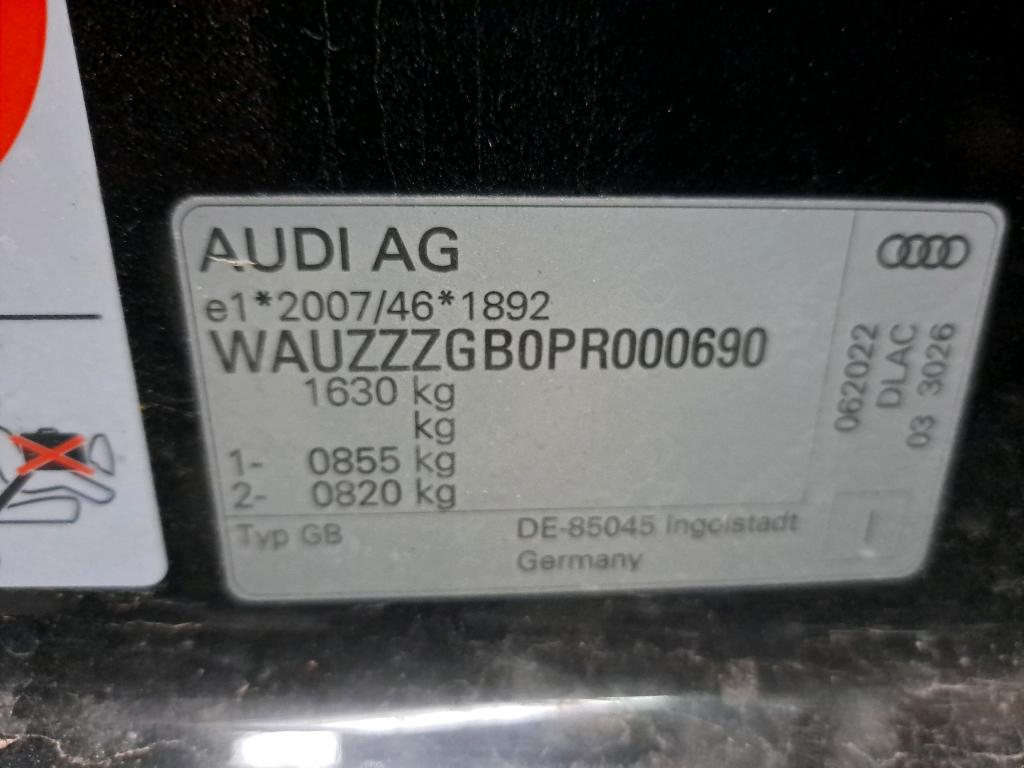 AUDI AG
e1*2007/46*1892
WAUZZZGB0PR000690
1630 kg
kg
1- 0855 kg
2- 0820 kg
Typ GB
DE-85045 Ingolstadt
Germany
062022
DLAC
03 3026